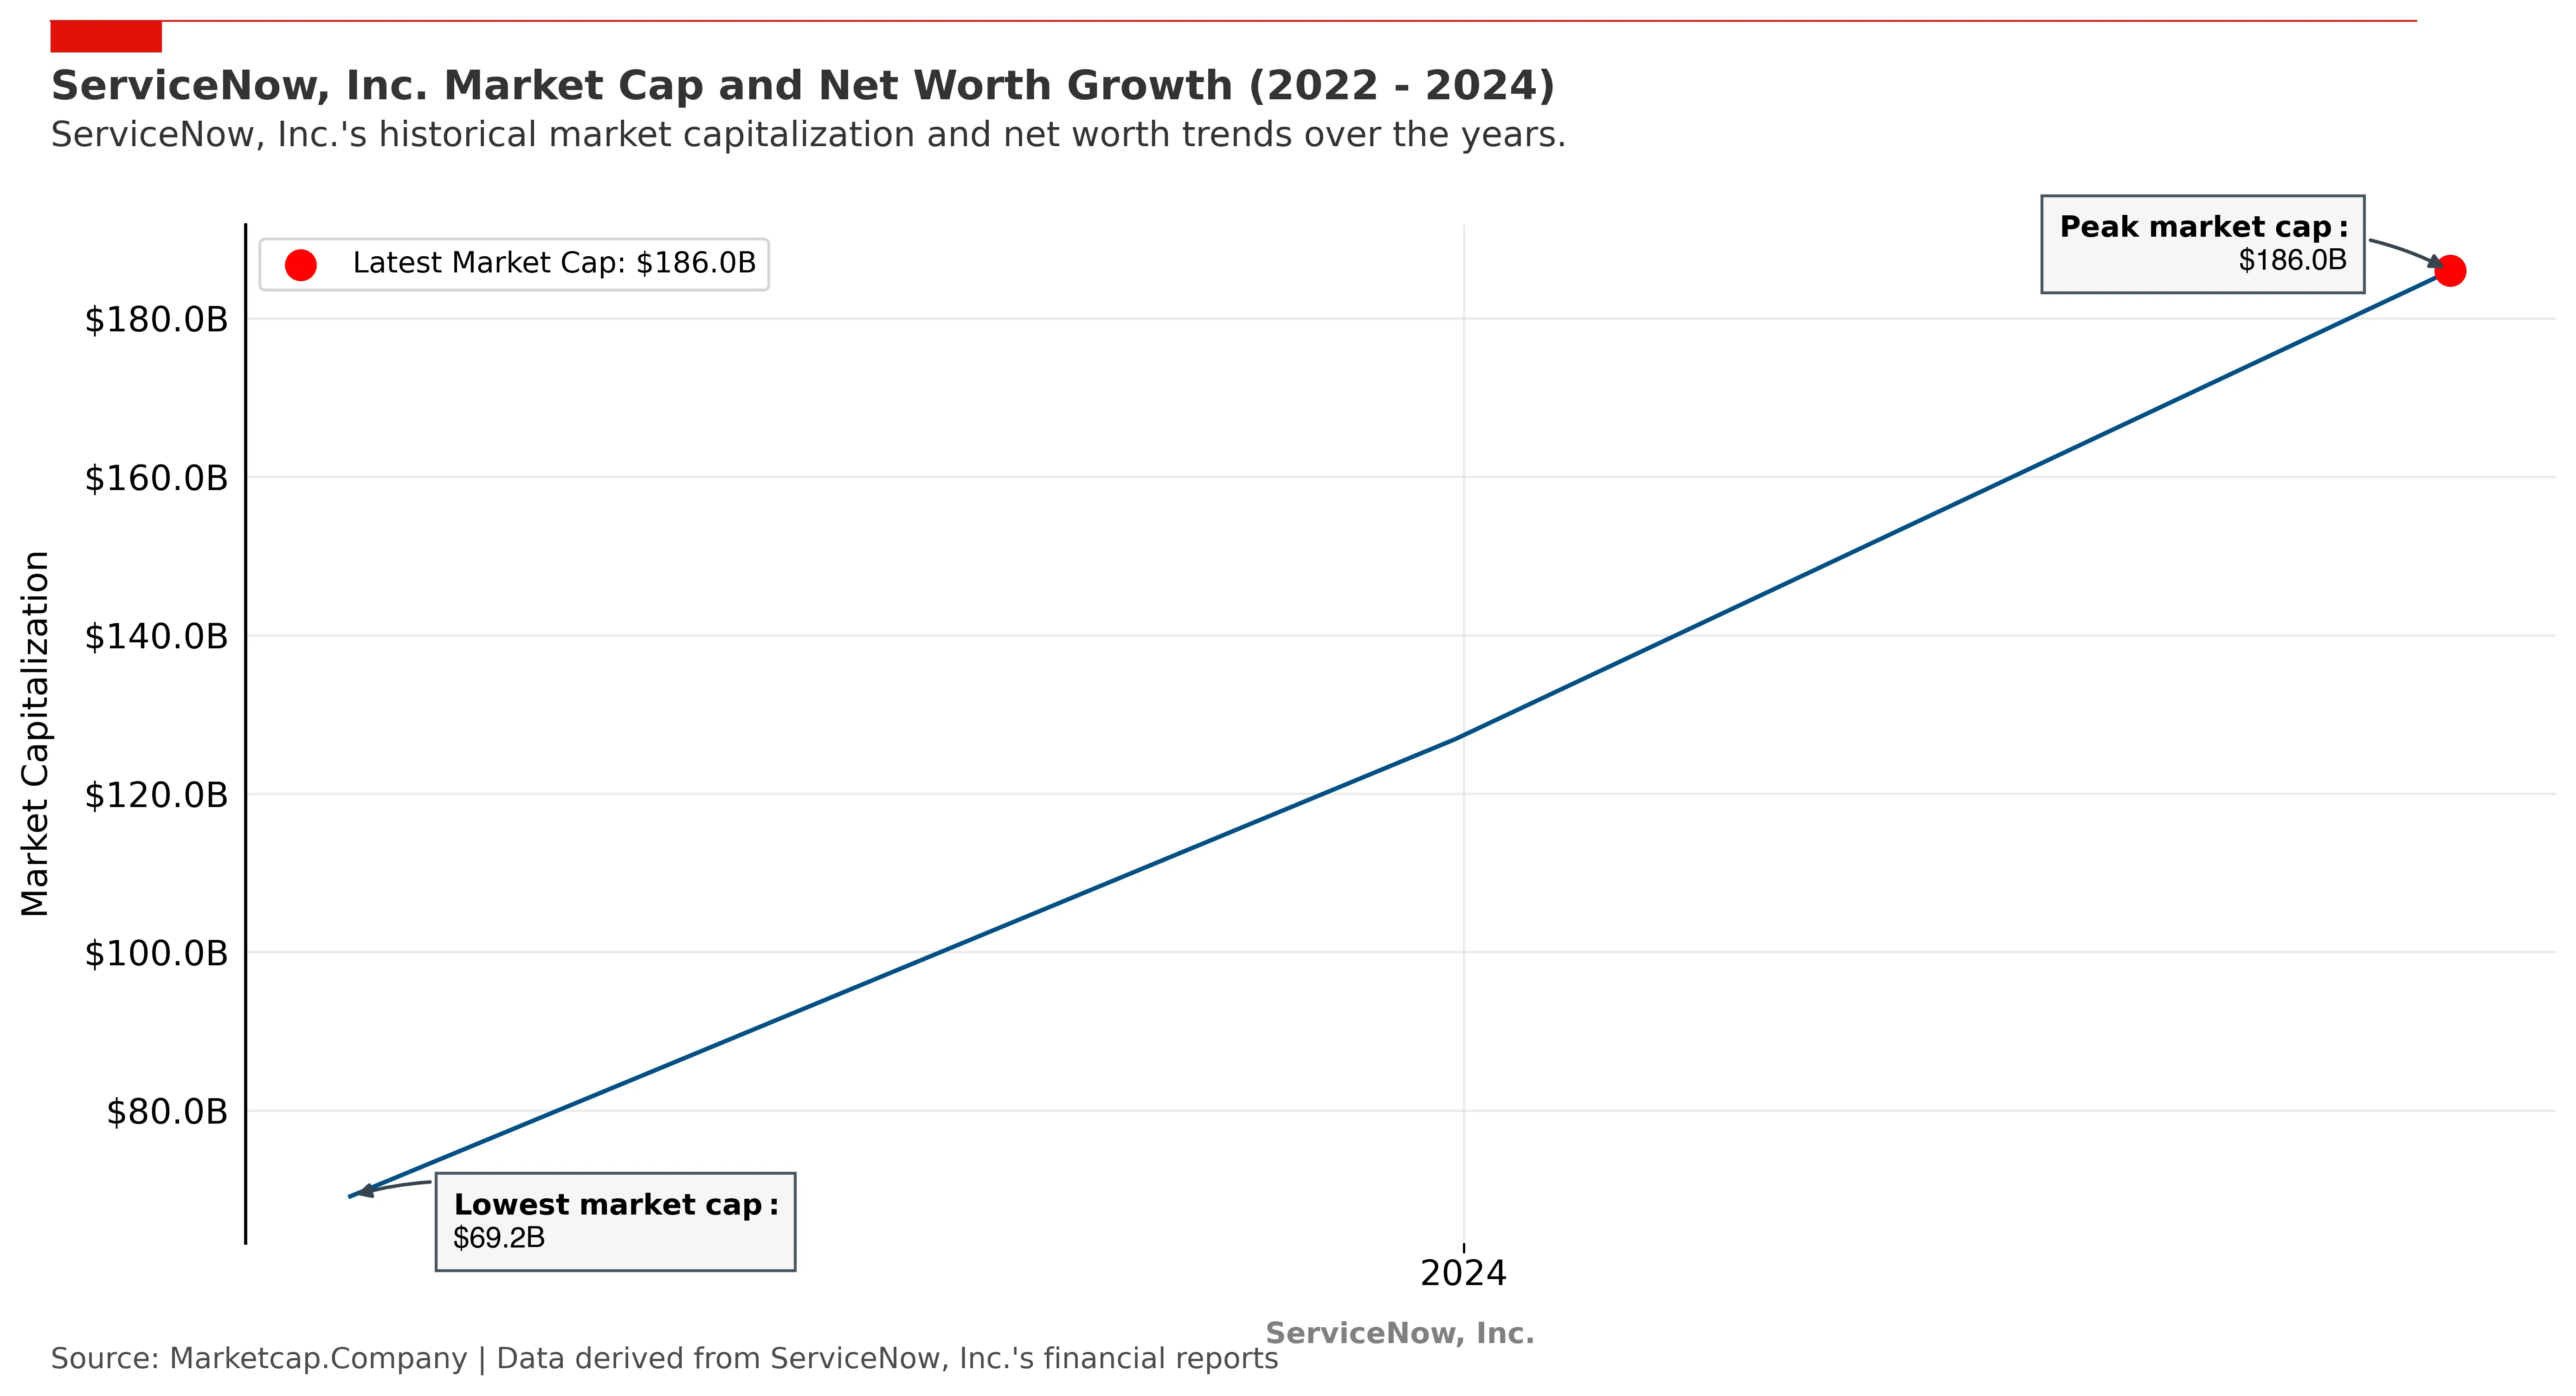 ServiceNow, Inc. Market Cap and Net Worth Growth (2022 - 2024)
ServiceNow, Inc.'s historical market capitalization and net worth trends over the years.
Peak market cap :
$186.0B
Latest Market Cap: $186.0B
$180.0B
$160.0B
$140.0B
$120.0B
$100.0B
$80.0B
Market Capitalization
Lowest market cap :
$69.2B
2024
ServiceNow, Inc.
Source: Marketcap.Company | Data derived from ServiceNow, Inc.'s financial reports